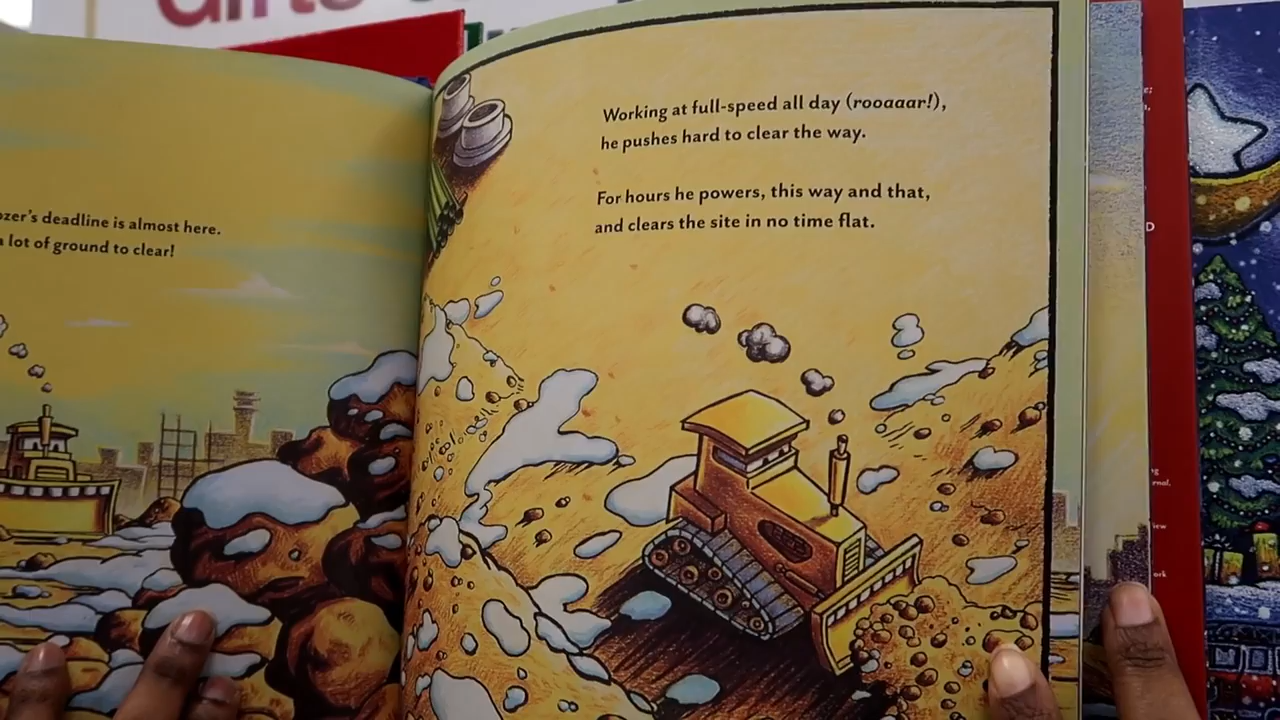 Gifts
ozer's deadline is almost here.
a lot of ground to clear!
Working at full-speed all day (rooaaar!),
he pushes hard to clear the way.
For hours he powers, this way and that,
and clears the site in no time flat.